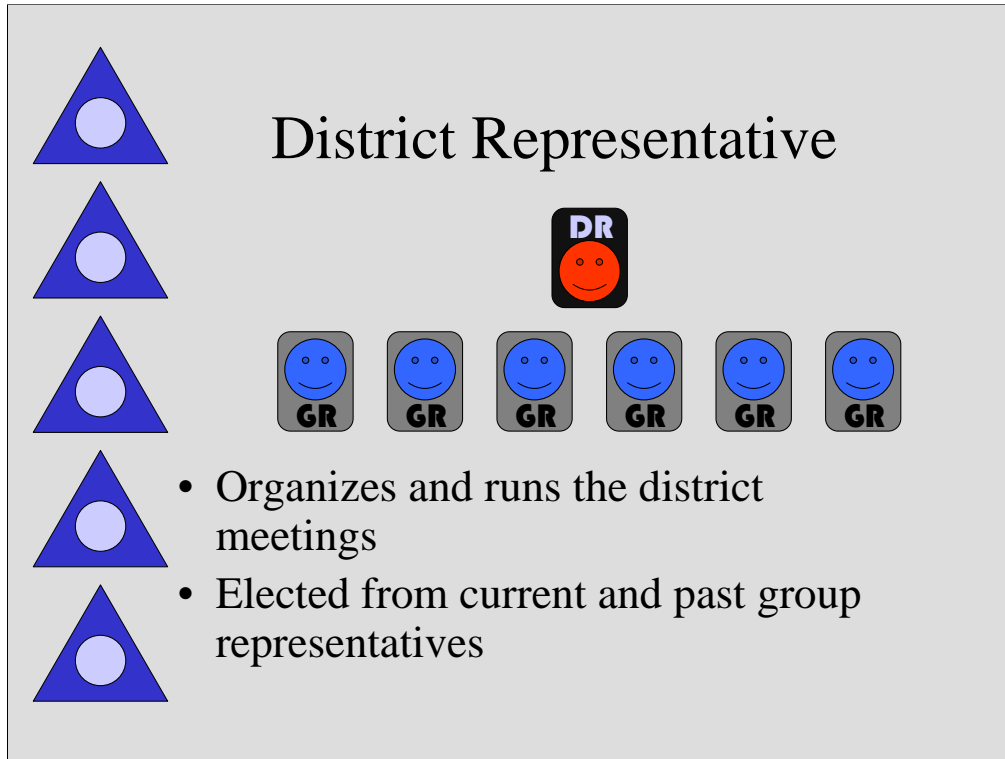 District Representative
DR
GR GR GR GR GR GR
• Organizes and runs the district
meetings
• Elected from current and past group
representatives